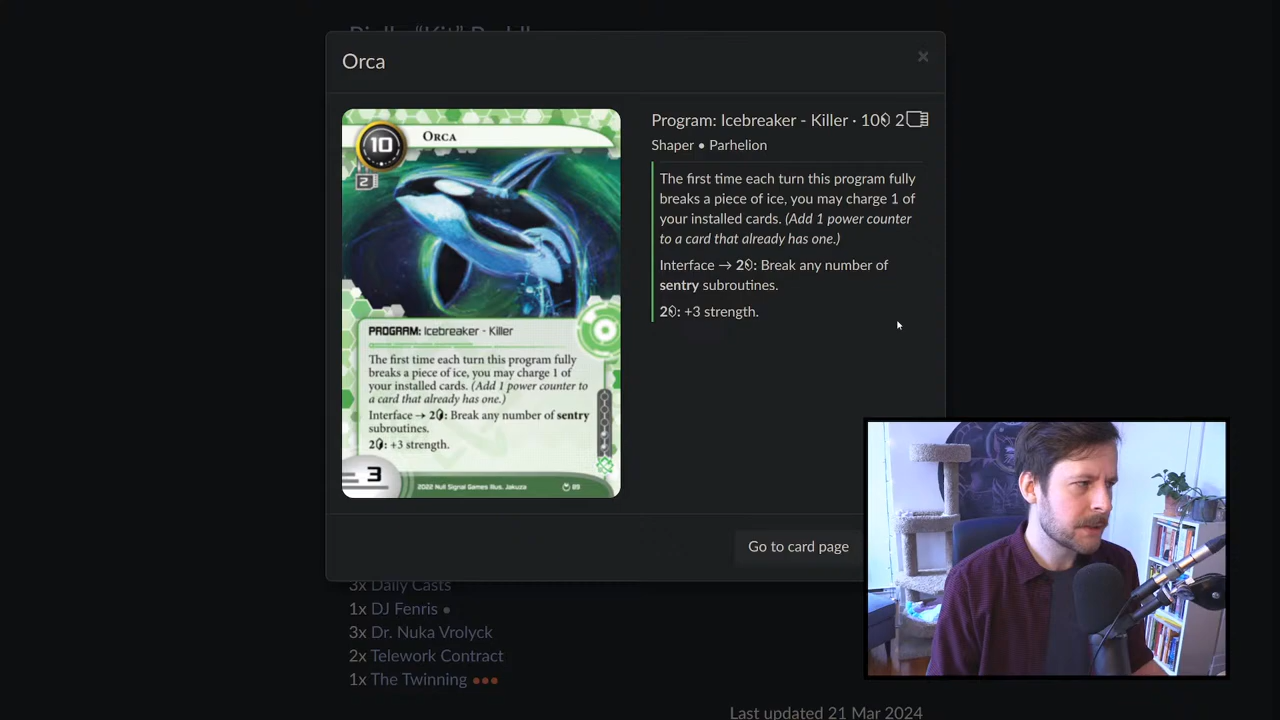 Orca
×
10
ORCA
2
PROGRAM: Icebreaker - Killer
The first time each turn this program fully
breaks a piece of ice, you may charge 1 of
your installed cards. (Add 1 power counter to
a card that already has one.)
Interface → 2: Break any number of sentry
subroutines.
2: +3 strength.
3
2022 Null Signal Games Illus. Jakuza
89
Program: Icebreaker - Killer · 10 2
Shaper • Parhelion
The first time each turn this program fully
breaks a piece of ice, you may charge 1 of
your installed cards. (Add 1 power counter
to a card that already has one.)
Interface → 2: Break any number of
sentry subroutines.
2: +3 strength.
Go to card page
3x Daily Casts
1x DJ Fenris •
3x Dr. Nuka Vrolyck
2x Telework Contract
1x The Twinning •••
Last updated 21 Mar 2024